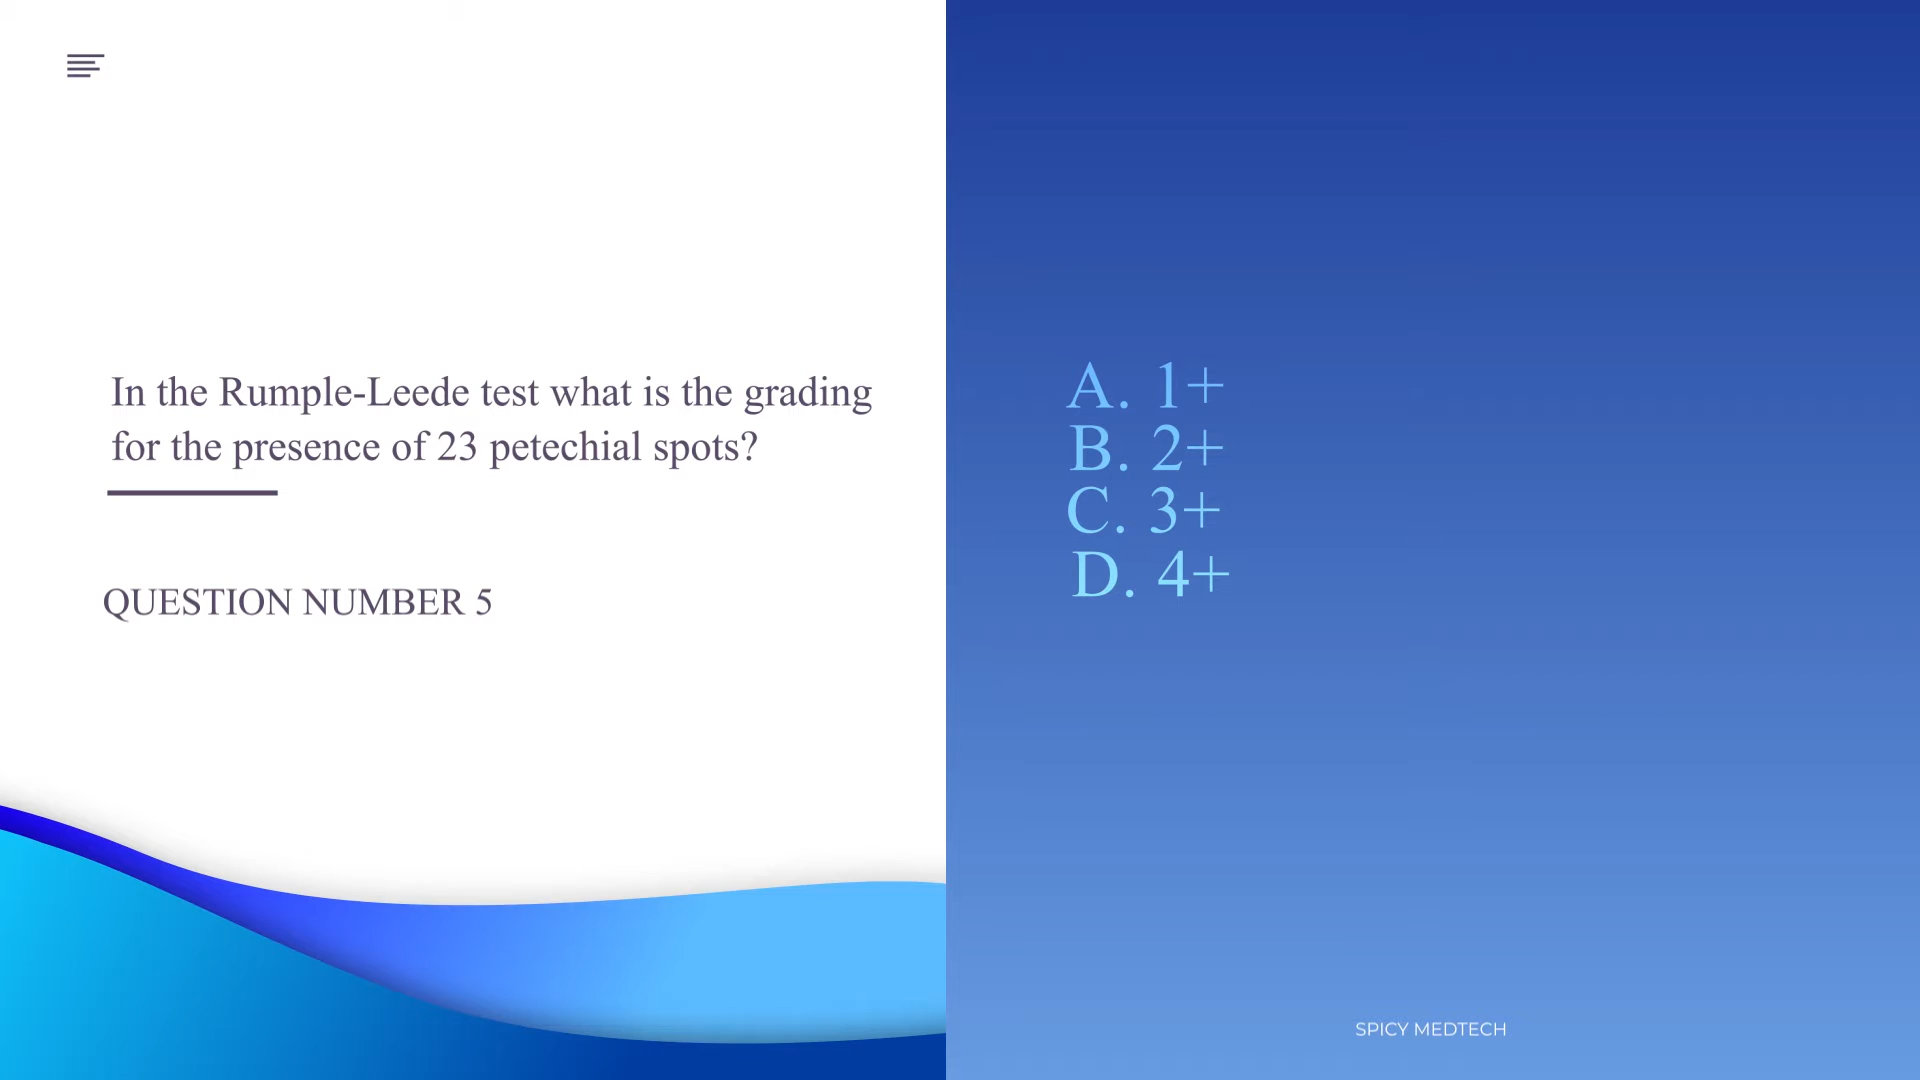 In the Rumple-Leede test what is the grading
for the presence of 23 petechial spots?
QUESTION NUMBER 5
A. 1+
B. 2+
C. 3+
D. 4+
SPICY MEDTECH